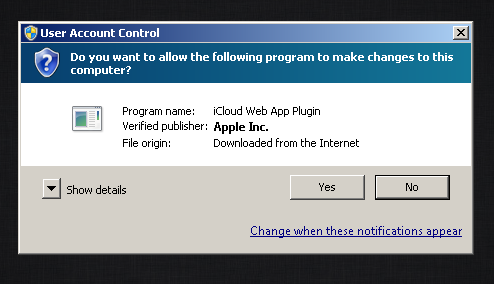 User Account Control
Do you want to allow the following program to make changes to this
computer?
Program name: iCloud Web App Plugin
Verified publisher: Apple Inc.
File origin: Downloaded from the Internet
Show details
Yes
No
Change when these notifications appear